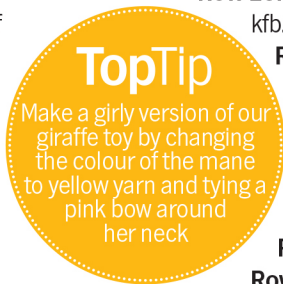 kfb
TopTip
Make a girly version of our
giraffe toy by changing
the colour of the mane
to yellow yarn and tying a
pink bow around
her neck